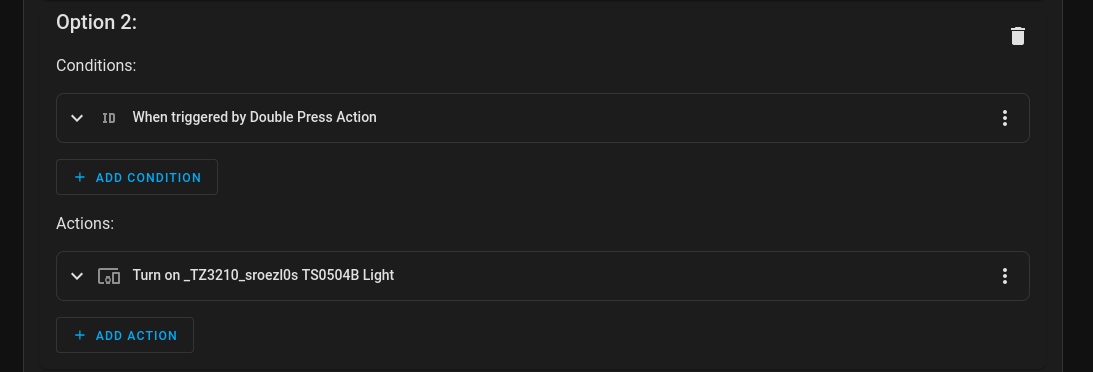 Option 2:
Conditions:
ID When triggered by Double Press Action
+ ADD CONDITION
Actions:
Turn on _TZ3210_sroezl0s TS0504B Light
+ ADD ACTION